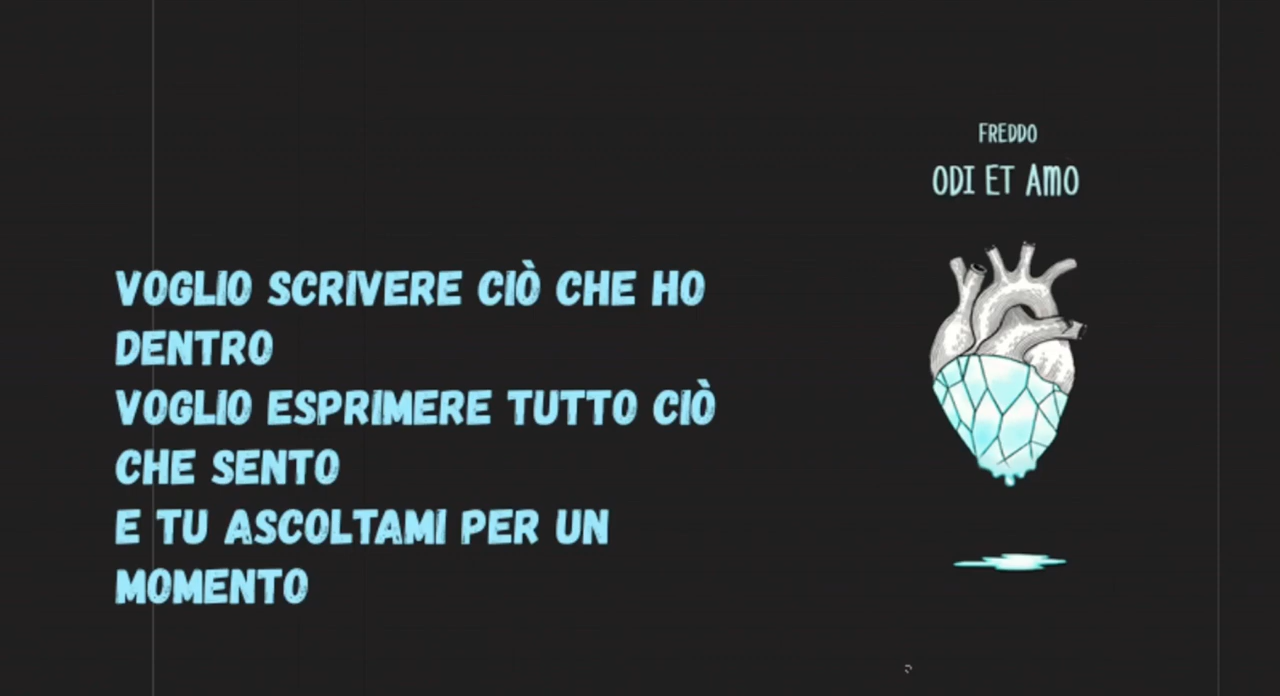 FREDDO
ODI ET AMO
VOGLIO SCRIVERE CIÒ CHE HO
DENTRO
VOGLIO ESPRIMERE TUTTO CIÒ
CHE SENTO
E TU ASCOLTAMI PER UN
MOMENTO